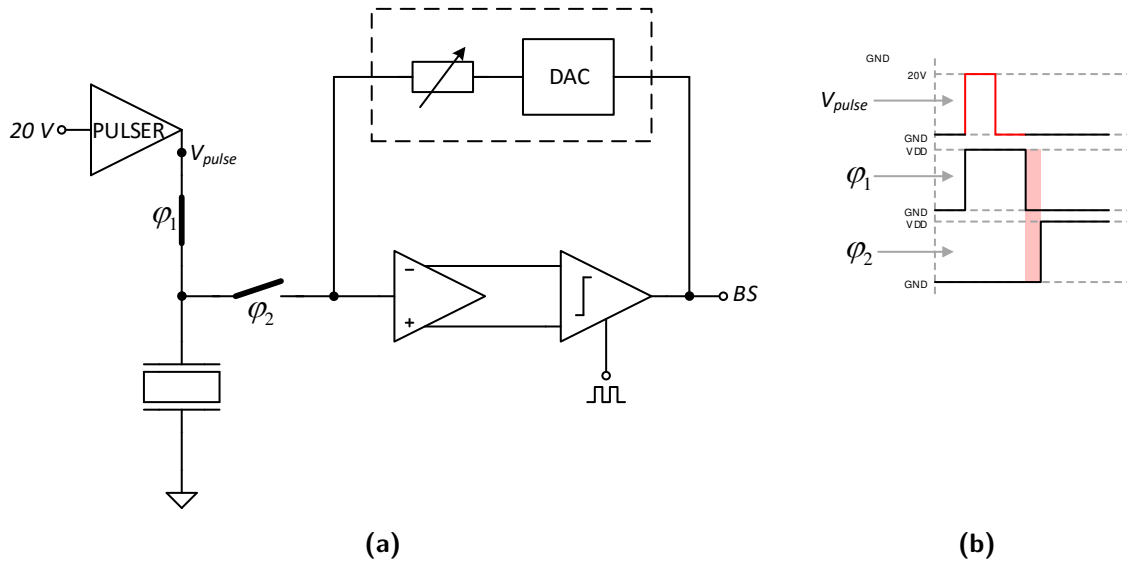 DAC
20 V
PULSER
V_pulse
φ1
φ2
BS
(a)
GND
20V
V_pulse
GND
VDD
φ1
GND
VDD
φ2
GND
(b)